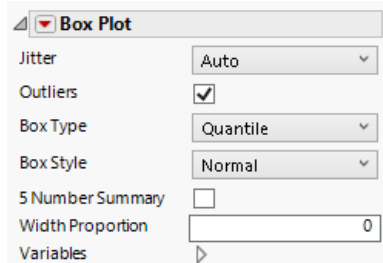 Box Plot
Jitter Auto
Outliers
Box Type Quantile
Box Style Normal
5 Number Summary
Width Proportion 0
Variables